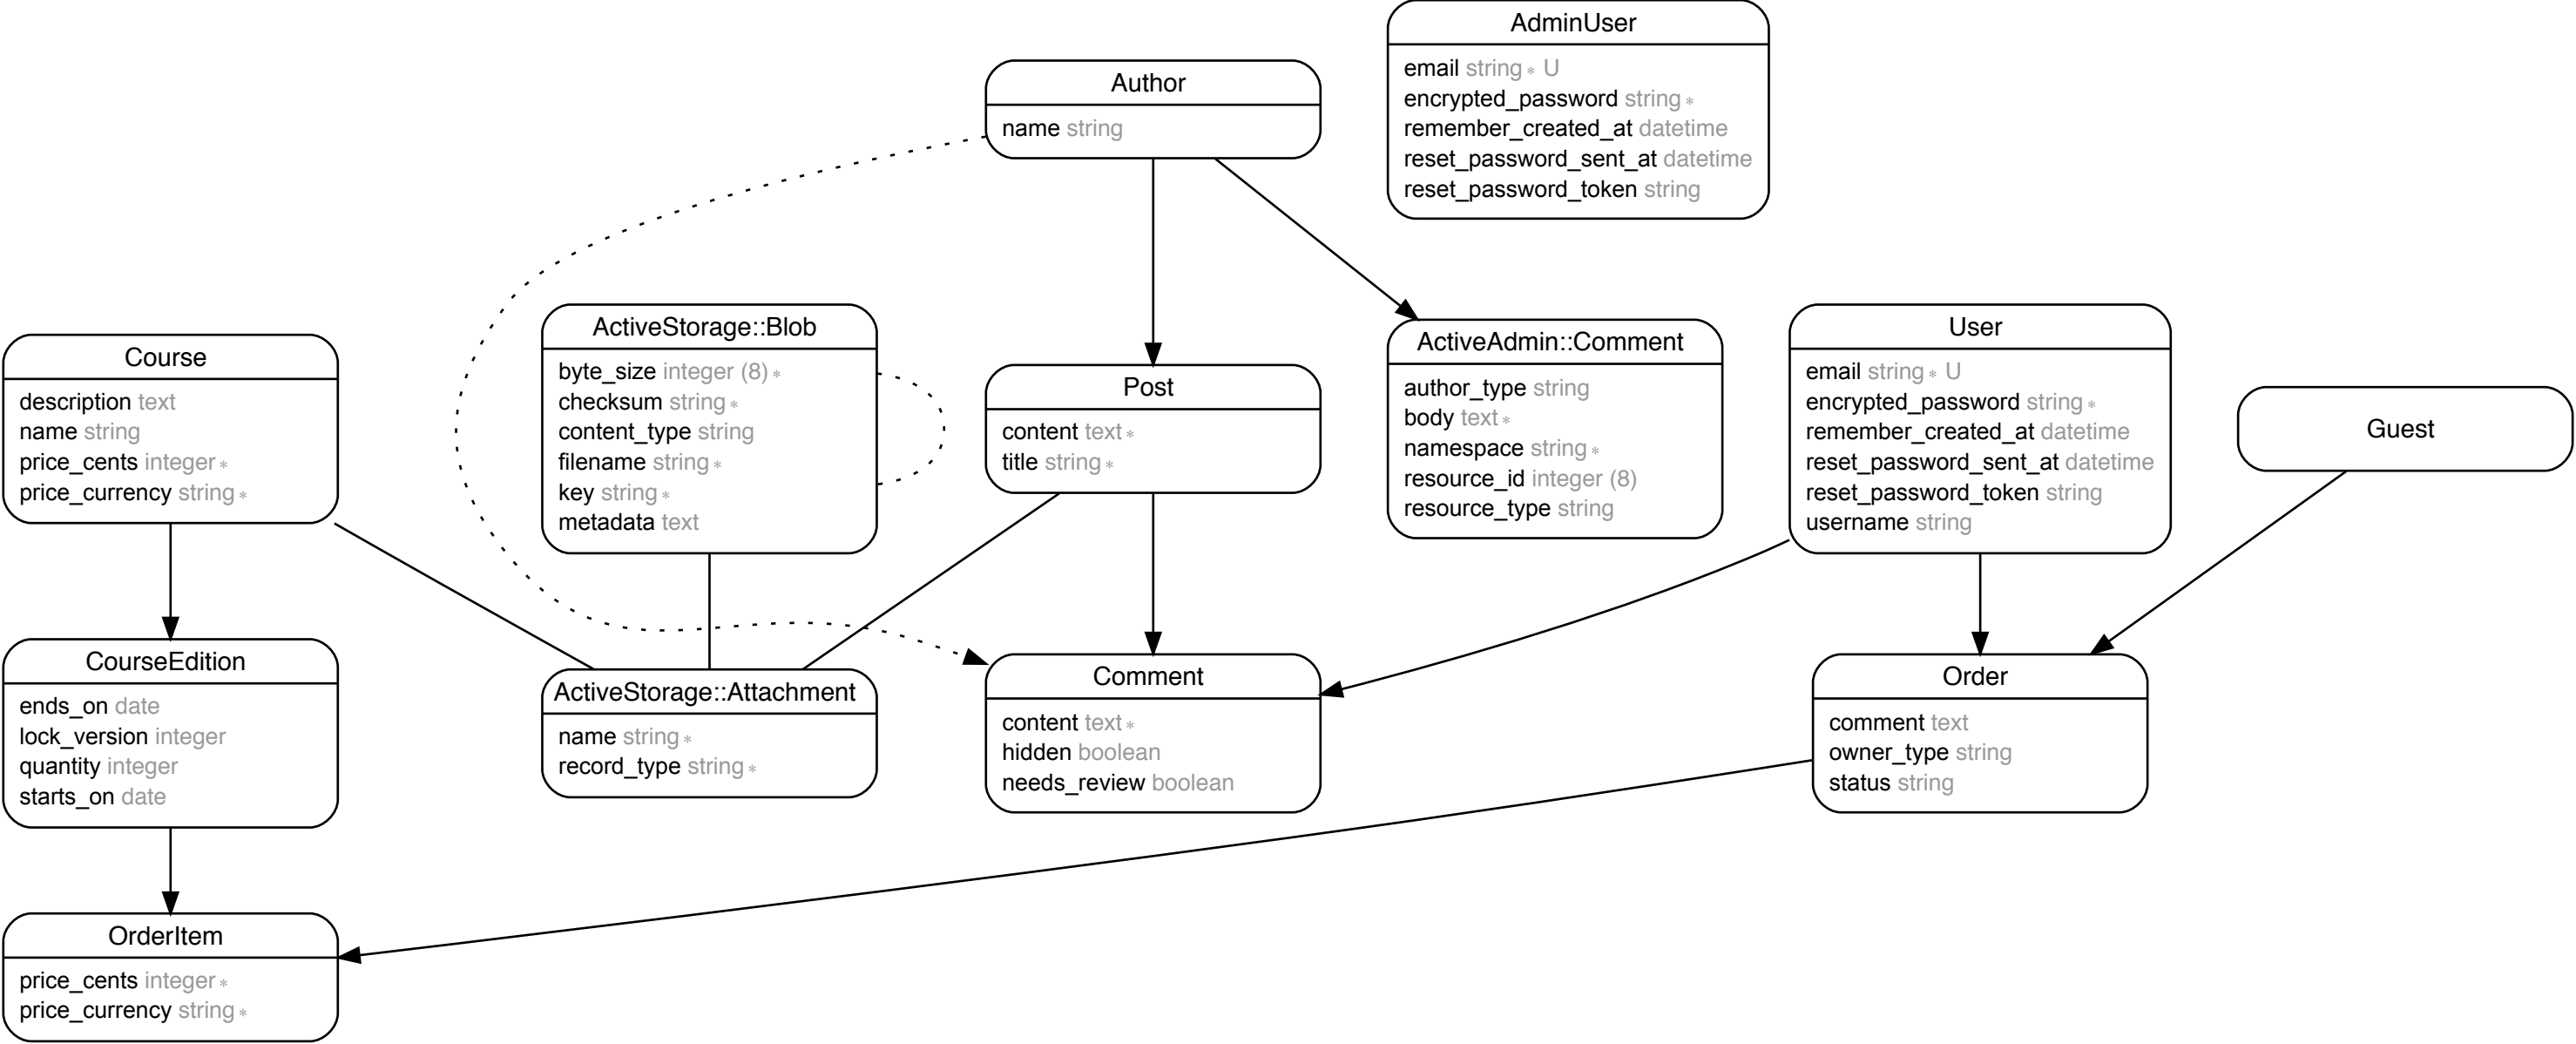 AdminUser
email string∗ U
encrypted_password string∗
remember_created_at datetime
reset_password_sent_at datetime
reset_password_token string
Author
name string
ActiveStorage::Blob
byte_size integer (8)∗
checksum string∗
content_type string
filename string∗
key string∗
metadata text
User
email string∗ U
encrypted_password string∗
remember_created_at datetime
reset_password_sent_at datetime
reset_password_token string
username string
ActiveAdmin::Comment
author_type string
body text∗
namespace string∗
resource_id integer (8)
resource_type string
Course
description text
name string
price_cents integer∗
price_currency string∗
Post
content text∗
title string∗
Guest
CourseEdition
ends_on date
lock_version integer
quantity integer
starts_on date
ActiveStorage::Attachment
name string∗
record_type string∗
Comment
content text∗
hidden boolean
needs_review boolean
Order
comment text
owner_type string
status string
OrderItem
price_cents integer∗
price_currency string∗